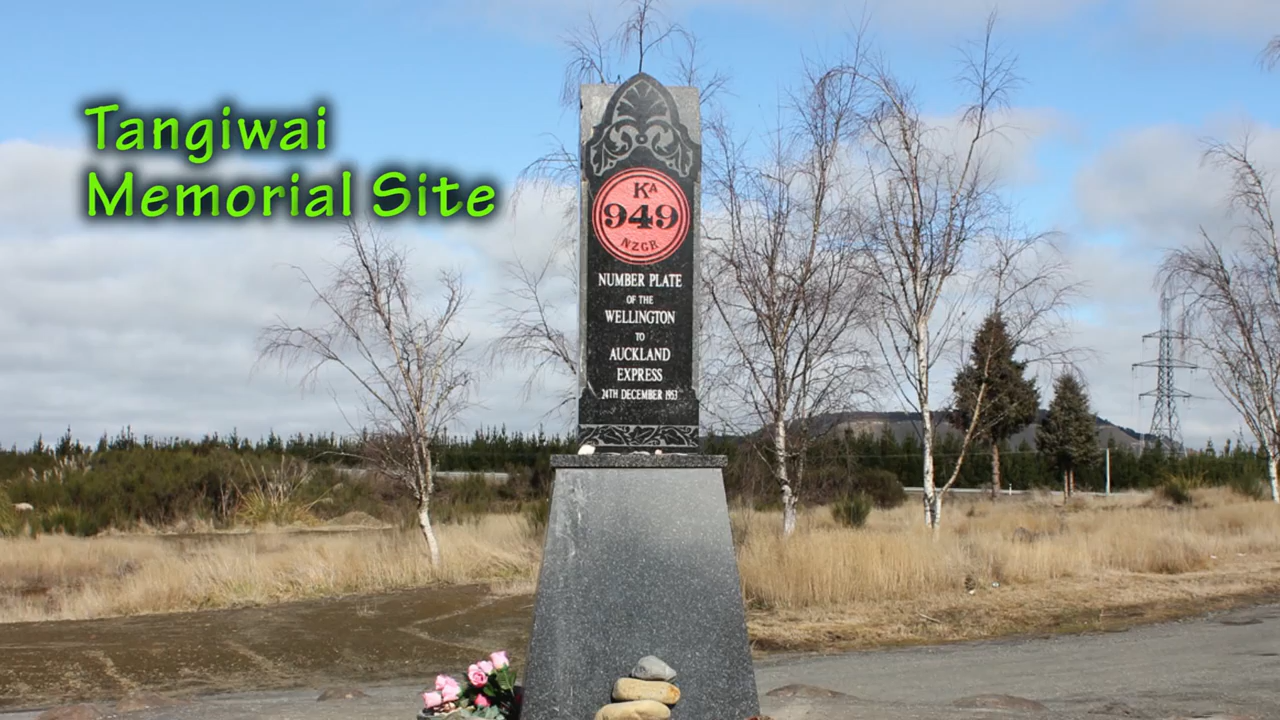 Tangiwai
Memorial Site
KA
949
NZGR
NUMBER PLATE
OF THE
WELLINGTON
TO
AUCKLAND
EXPRESS
24TH DECEMBER 1953